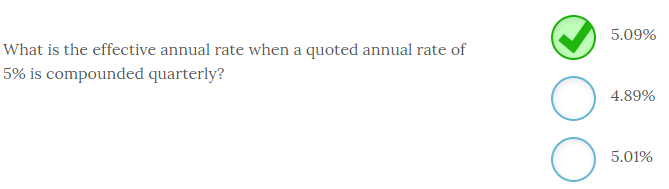 What is the effective annual rate when a quoted annual rate of
5% is compounded quarterly?
5.09%
4.89%
5.01%